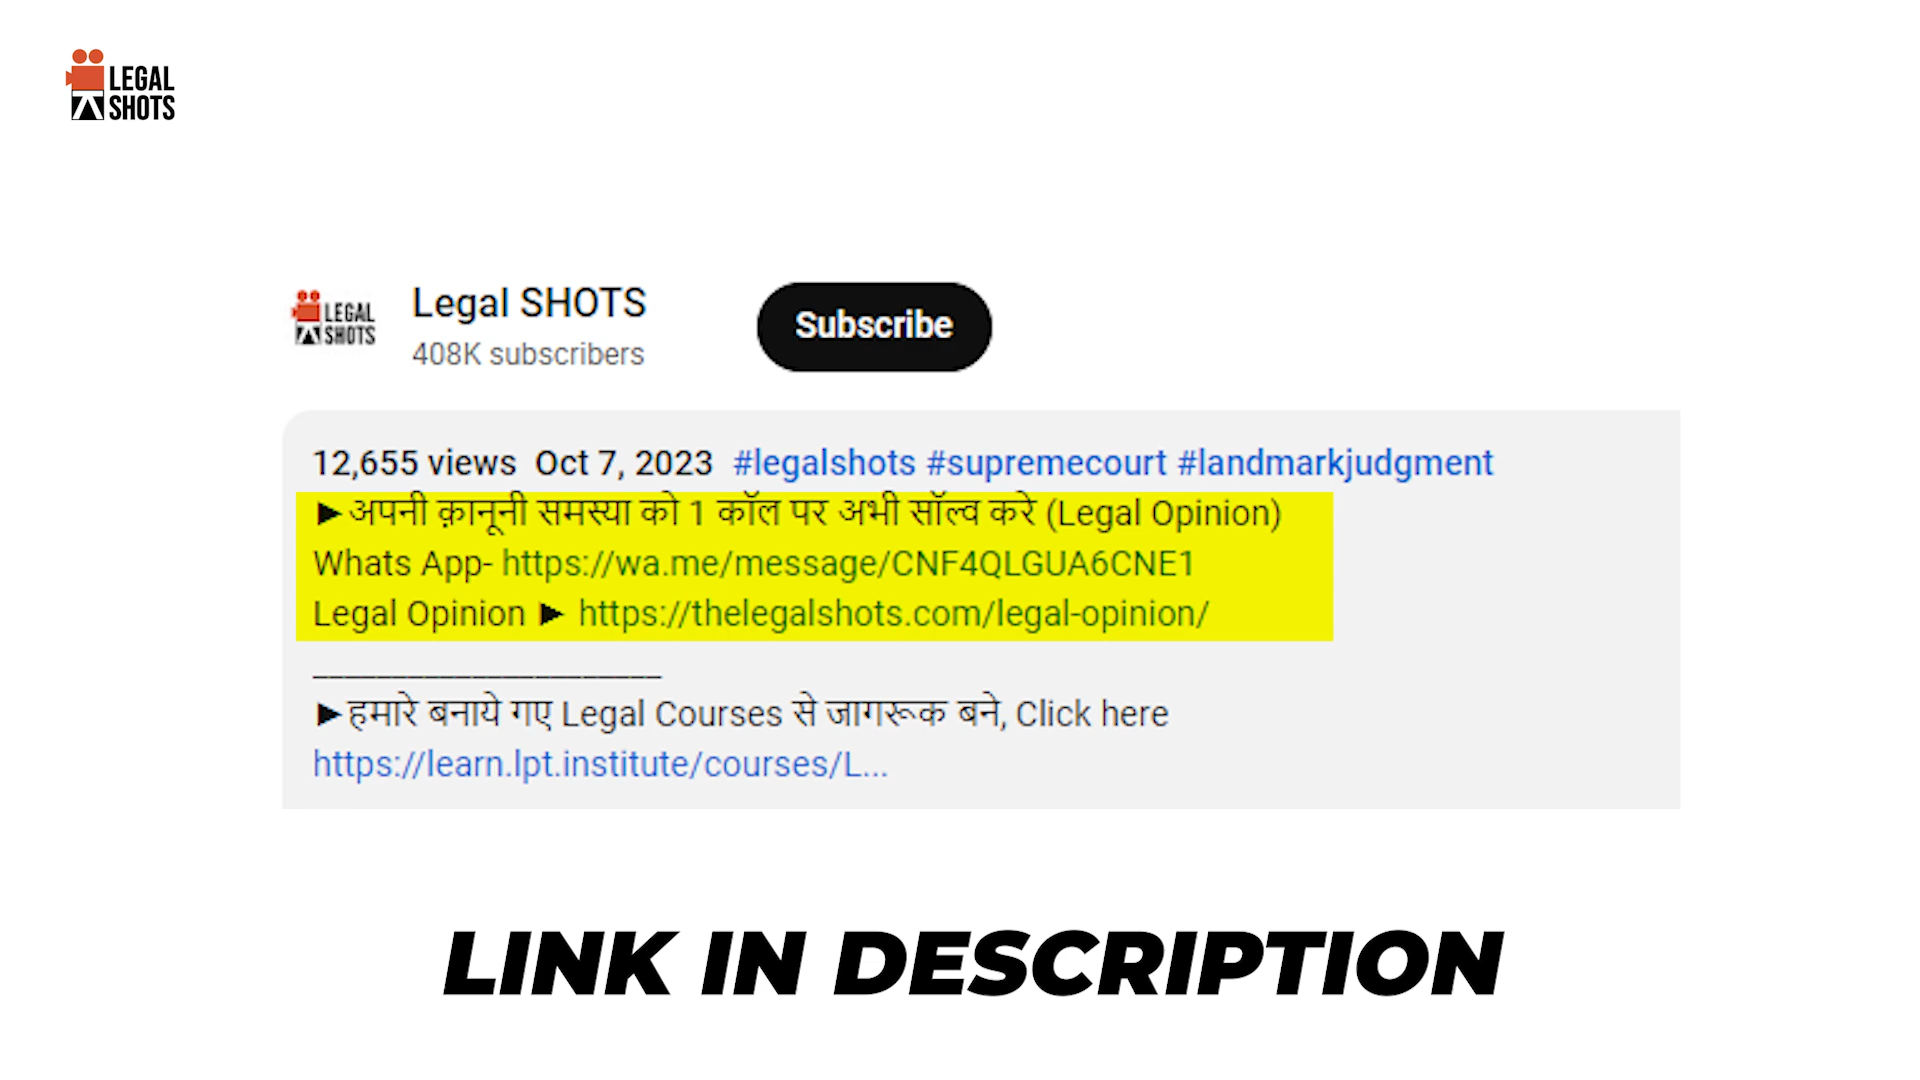 LEGAL
SHOTS
LEGAL
SHOTS
Legal SHOTS
408K subscribers
Subscribe
12,655 views Oct 7, 2023 #legalshots #supremecourt #landmarkjudgment
►अपनी क़ानूनी समस्या को 1 कॉल पर अभी सॉल्व करे (Legal Opinion)
Whats App- https://wa.me/message/CNF4QLGUA6CNE1
Legal Opinion ► https://thelegalshots.com/legal-opinion/
______________________
►हमारे बनाये गए Legal Courses से जागरूक बने, Click here
https://learn.lpt.institute/courses/L...
LINK IN DESCRIPTION